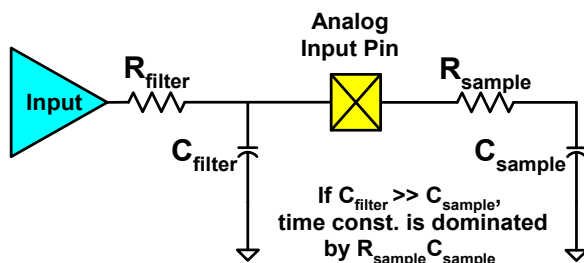 Analog
Input Pin
Input
R_filter
R_sample
C_filter
C_sample
If C_filter >> C_sample,
time const. is dominated
by R_sample C_sample